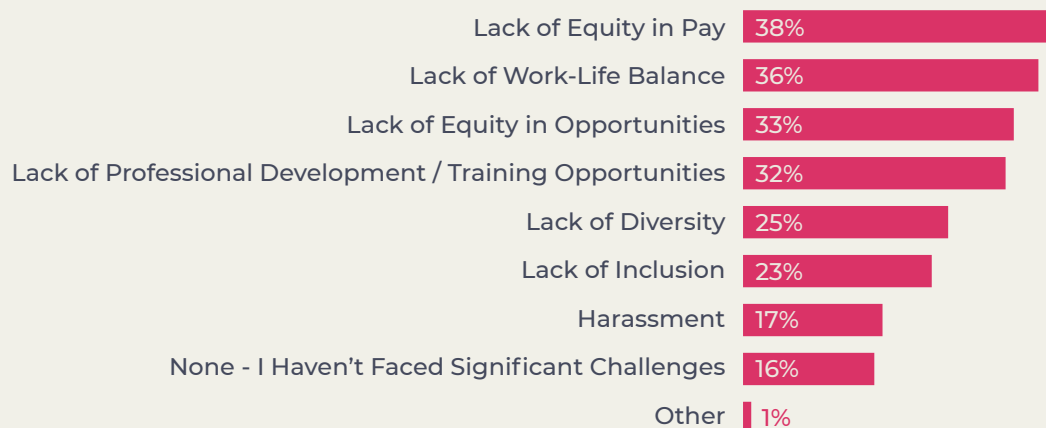 Lack of Equity in Pay 38%
Lack of Work-Life Balance 36%
Lack of Equity in Opportunities 33%
Lack of Professional Development / Training Opportunities 32%
Lack of Diversity 25%
Lack of Inclusion 23%
Harassment 17%
None - I Haven’t Faced Significant Challenges 16%
Other 1%